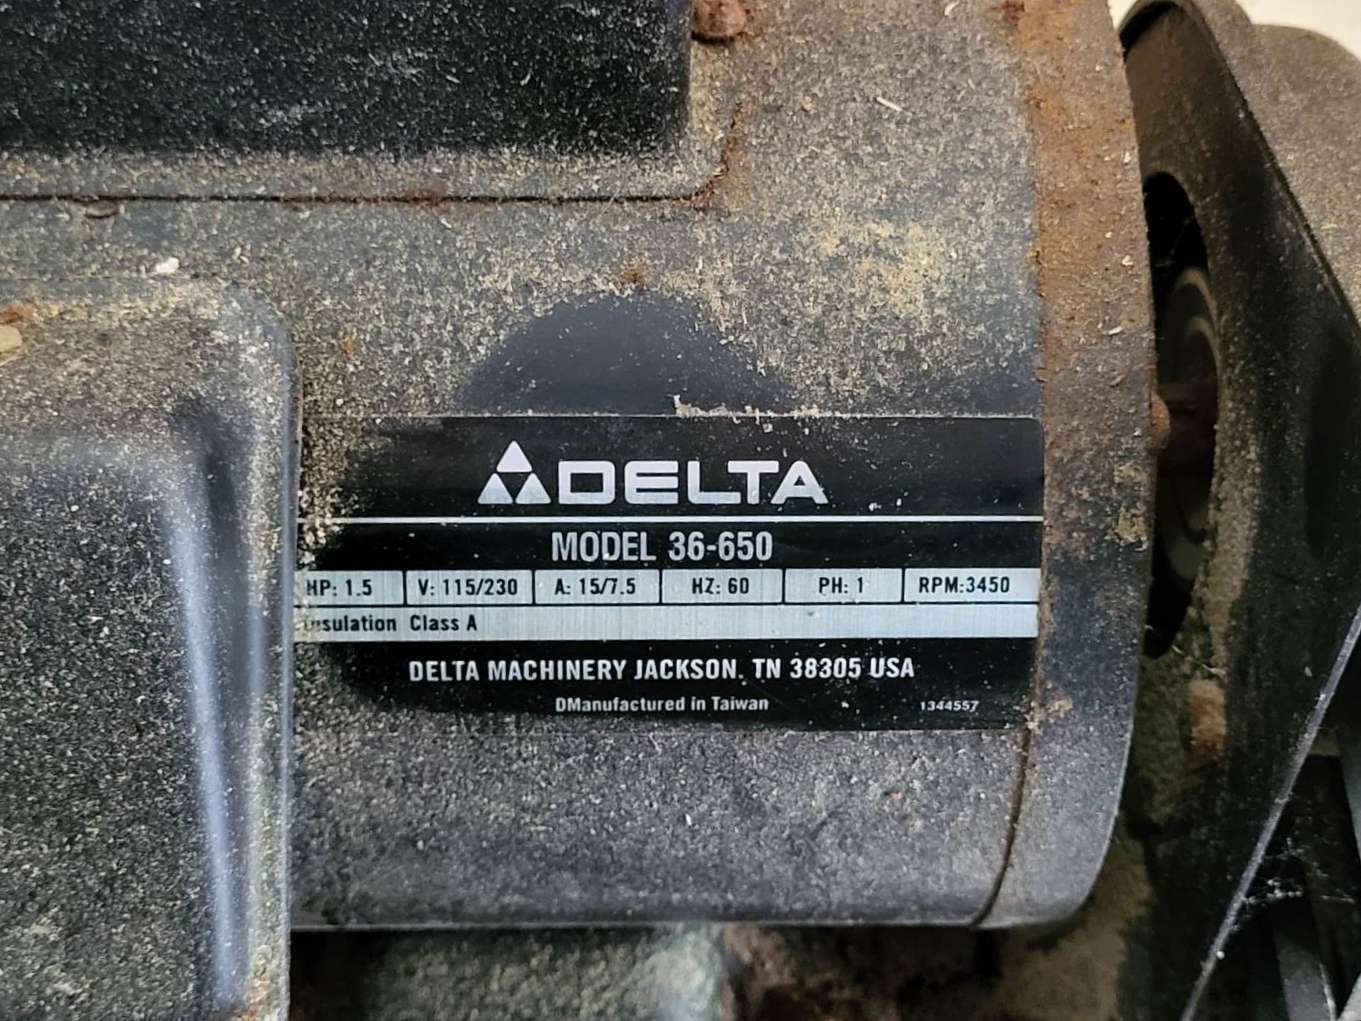 DELTA
MODEL 36-650
HP: 1.5 V: 115/230 A: 15/7.5 HZ: 60 PH: 1 RPM:3450
Insulation Class A
DELTA MACHINERY JACKSON. TN 38305 USA
DManufactured in Taiwan 1344557